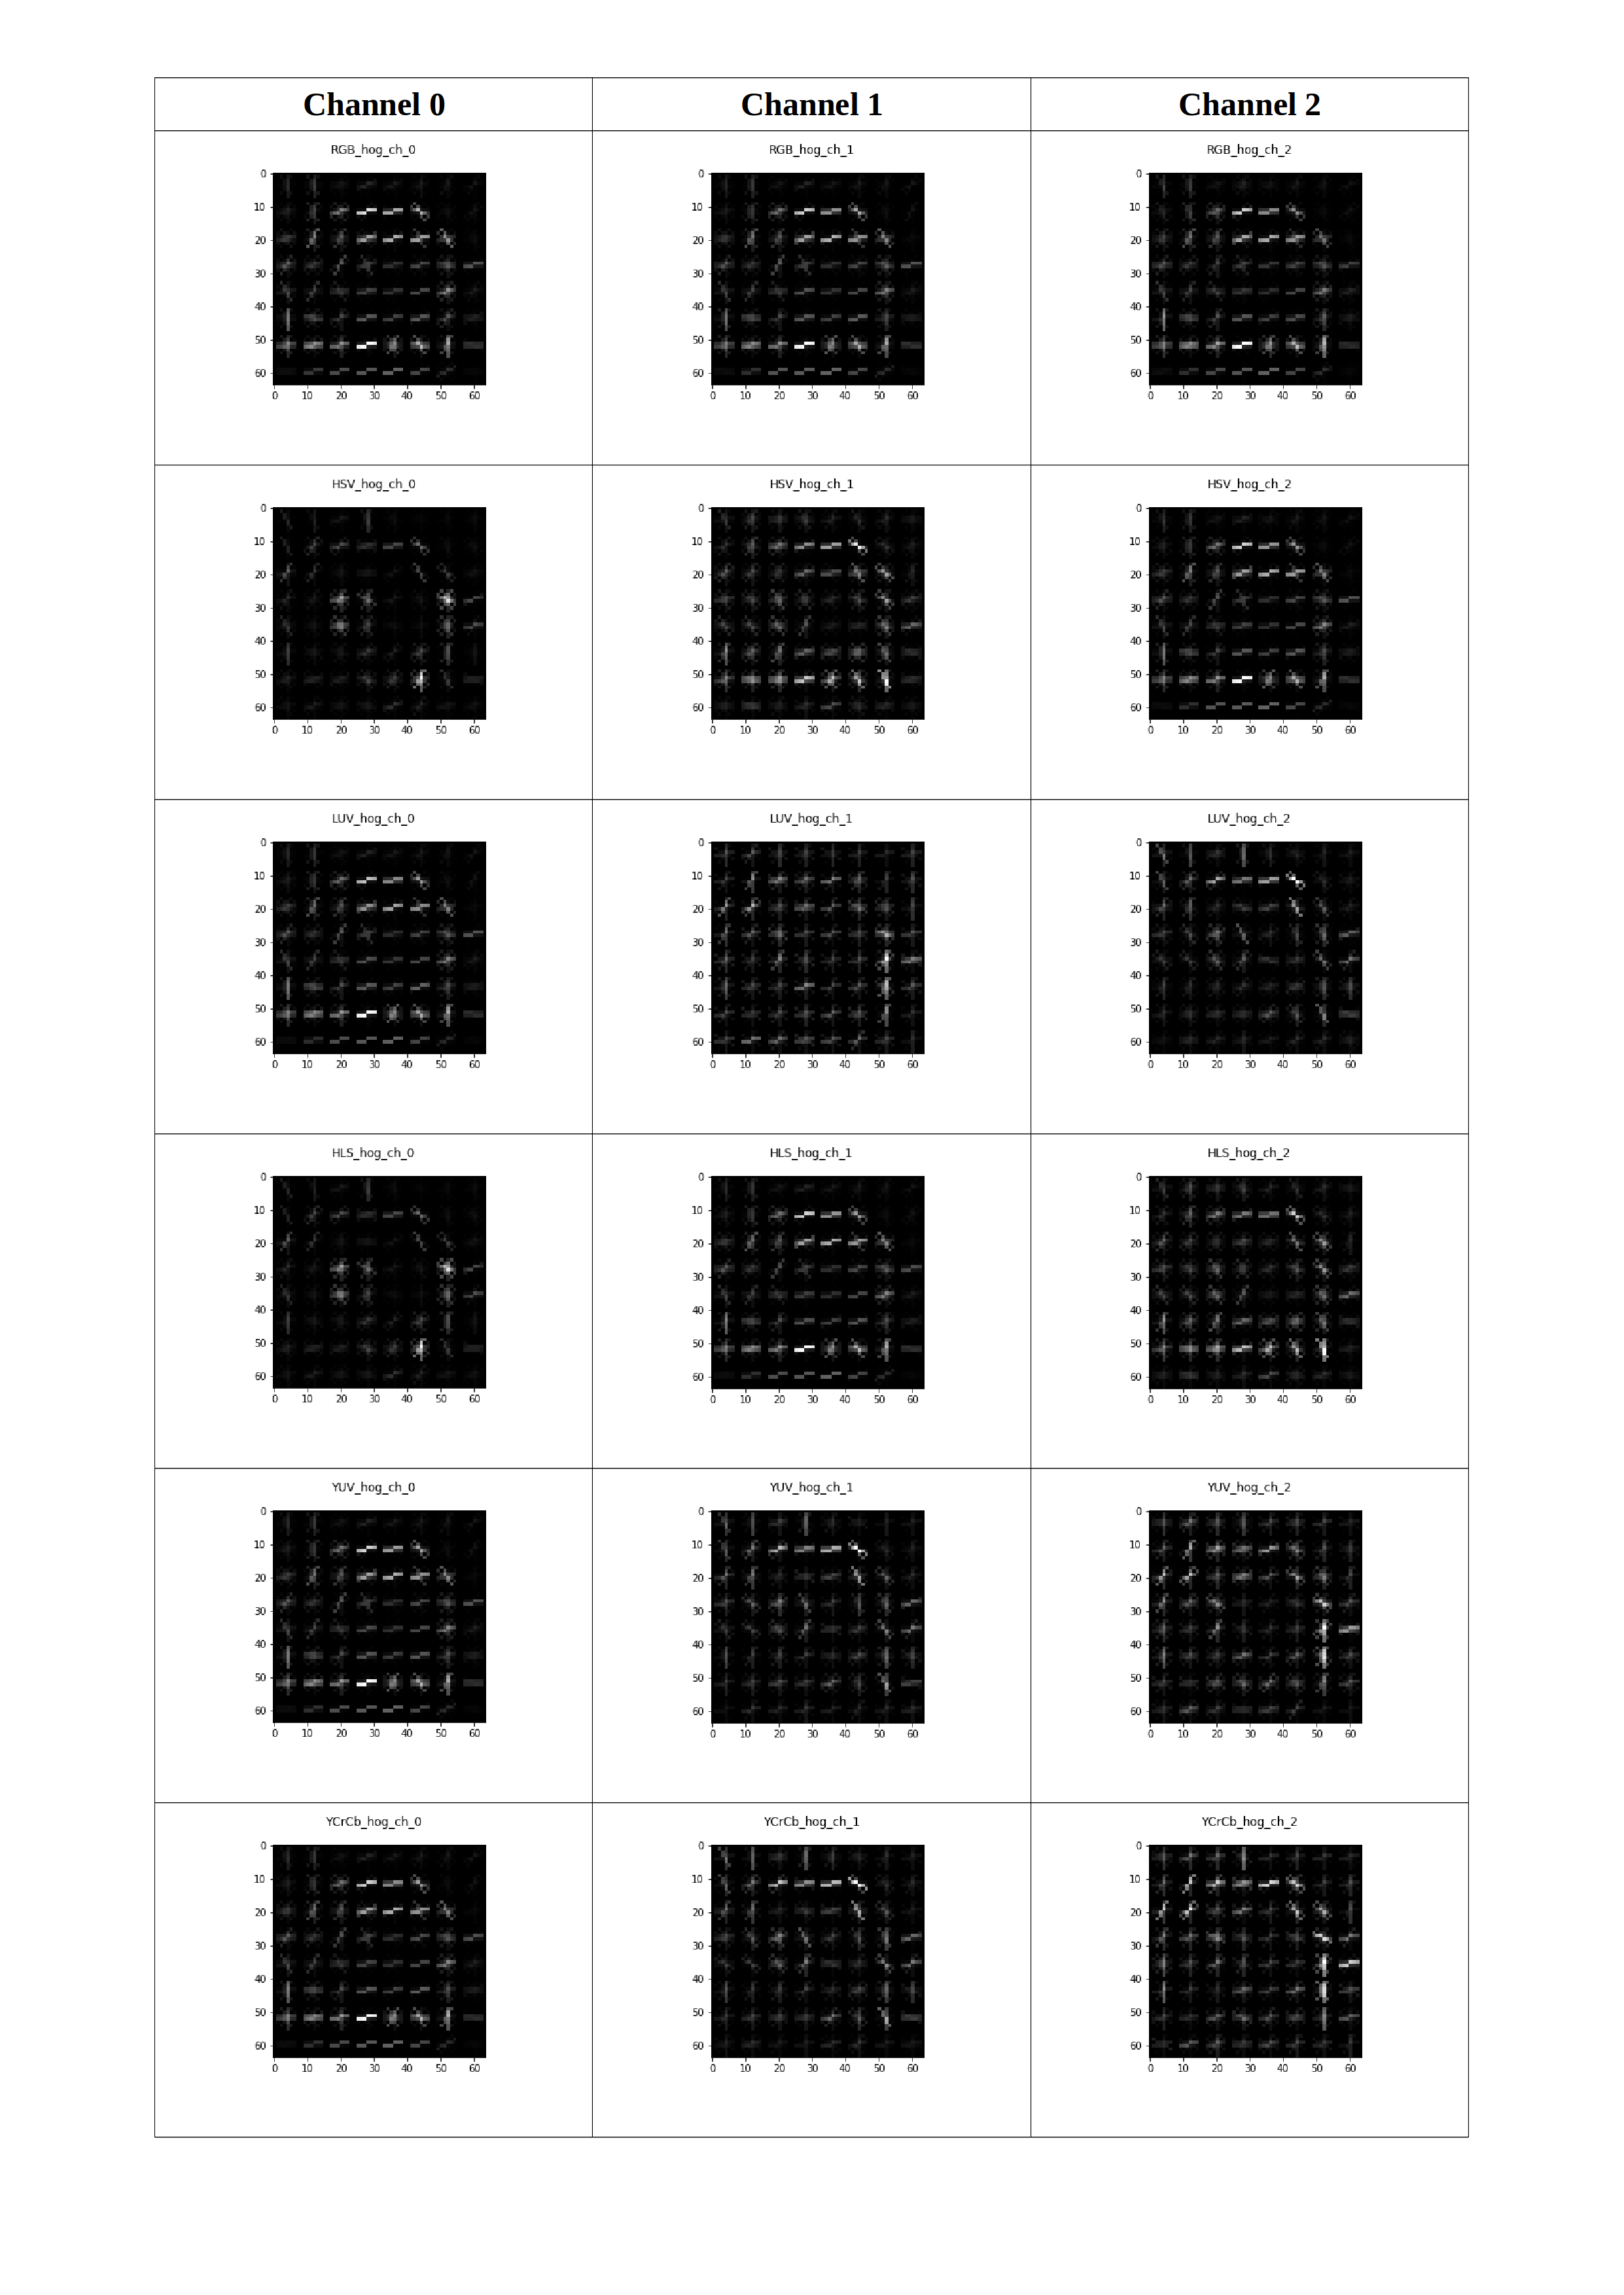 Channel 0 Channel 1 Channel 2
RGB_hog_ch_0 RGB_hog_ch_1 RGB_hog_ch_2
0 0 0
10 10 10
20 20 20
30 30 30
40 40 40
50 50 50
60 60 60
0 10 20 30 40 50 60 0 10 20 30 40 50 60 0 10 20 30 40 50 60
HSV_hog_ch_0 HSV_hog_ch_1 HSV_hog_ch_2
0 0 0
10 10 10
20 20 20
30 30 30
40 40 40
50 50 50
60 60 60
0 10 20 30 40 50 60 0 10 20 30 40 50 60 0 10 20 30 40 50 60
LUV_hog_ch_0 LUV_hog_ch_1 LUV_hog_ch_2
0 0 0
10 10 10
20 20 20
30 30 30
40 40 40
50 50 50
60 60 60
0 10 20 30 40 50 60 0 10 20 30 40 50 60 0 10 20 30 40 50 60
HLS_hog_ch_0 HLS_hog_ch_1 HLS_hog_ch_2
0 0 0
10 10 10
20 20 20
30 30 30
40 40 40
50 50 50
60 60 60
0 10 20 30 40 50 60 0 10 20 30 40 50 60 0 10 20 30 40 50 60
YUV_hog_ch_0 YUV_hog_ch_1 YUV_hog_ch_2
0 0 0
10 10 10
20 20 20
30 30 30
40 40 40
50 50 50
60 60 60
0 10 20 30 40 50 60 0 10 20 30 40 50 60 0 10 20 30 40 50 60
YCrCb_hog_ch_0 YCrCb_hog_ch_1 YCrCb_hog_ch_2
0 0 0
10 10 10
20 20 20
30 30 30
40 40 40
50 50 50
60 60 60
0 10 20 30 40 50 60 0 10 20 30 40 50 60 0 10 20 30 40 50 60